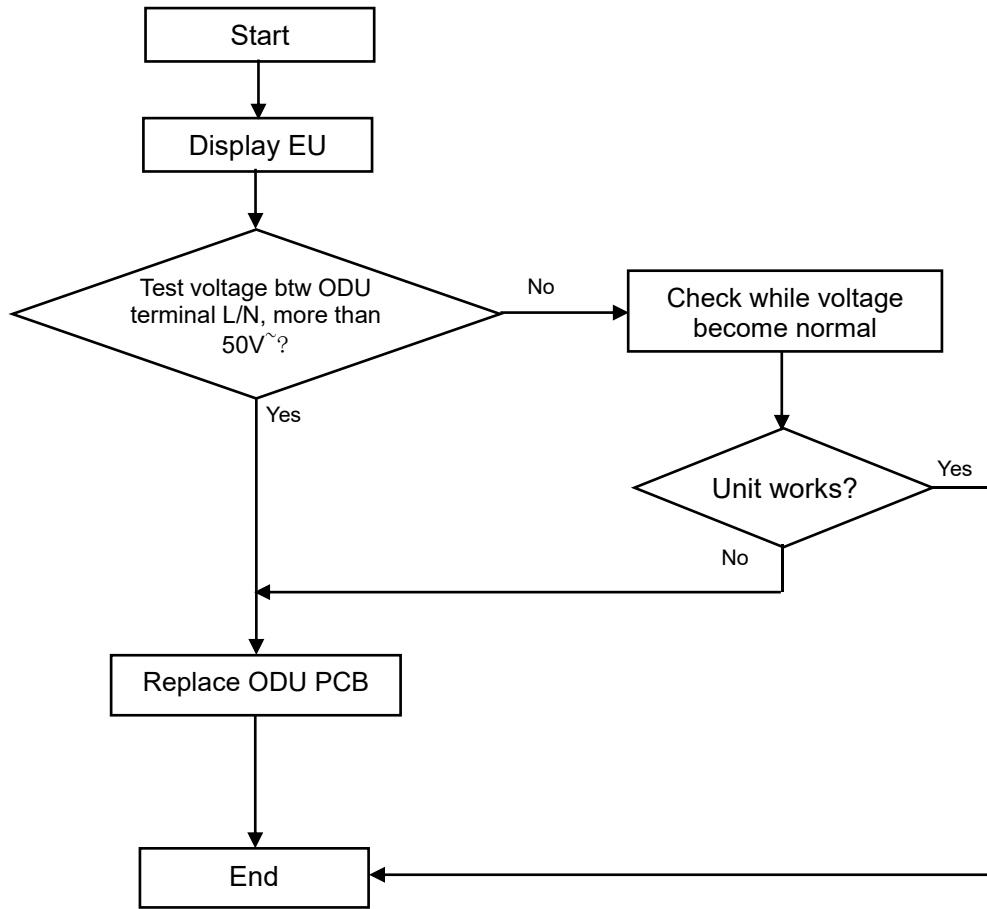 Start
Display EU
Test voltage btw ODU
terminal L/N, more than
50V~?
No
Check while voltage
become normal
Yes
Unit works?
Yes
No
Replace ODU PCB
End